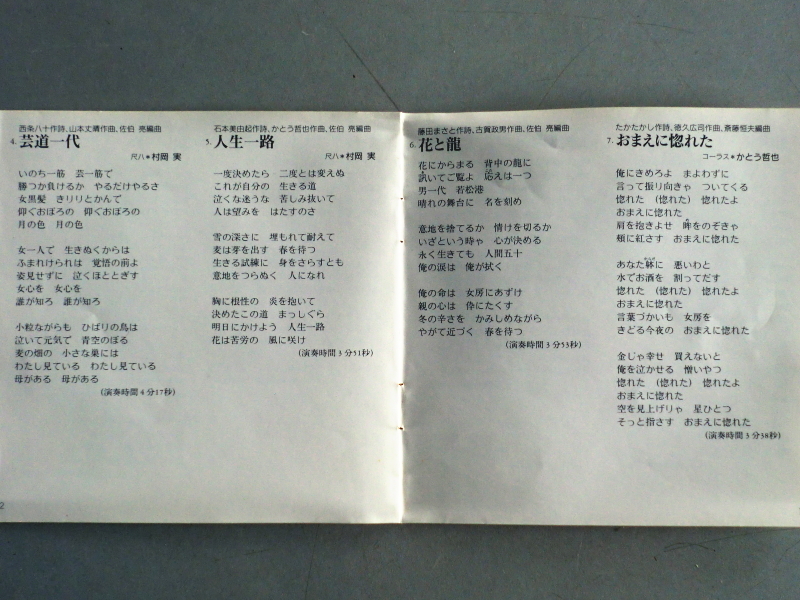 西条八十作詩、山本丈晴作曲、佐伯 亮編曲
4. 芸道一代
尺八＊村岡 実
いのち一筋 芸一筋で
勝つか負けるか やるだけやるさ
女黒髪 きりりとかんで
仰ぐおぼろの 仰ぐおぼろの
月の色 月の色
女一人で 生きぬくからは
ふまれけられは 覚悟の前よ
姿見せずに 泣くほととぎす
女心を 女心を
誰が知ろ 誰が知ろ
小粒ながらも ひばりの鳥は
泣いて元気で 青空のぼる
麦の畑の 小さな巣には
わたし見ている わたし見ている
母がある 母がある
(演奏時間4分17秒)
石本美由起作詩、かとう哲也作曲、佐伯 亮編曲
5. 人生一路
尺八＊村岡 実
一度決めたら 二度とは変えぬ
これが自分の 生きる道
泣くな迷うな 苦しみ抜いて
人は望みを はたすのさ
雪の深さに 埋もれて耐えて
麦は芽を出す 春を待つ
生きる試練に 身をさらすとも
意地をつらぬく 人になれ
胸に根性の 炎を抱いて
決めたこの道 まっしぐら
明日にかけよう 人生一路
花は苦労の 風に咲け
(演奏時間3分51秒)
藤田まさと作詩、古賀政男作曲、佐伯 亮編曲
6. 花と龍
花にからまる 背中の龍に
訊いてご覧よ 応えは一つ
男一代 若松港
晴れの舞台に 名を刻め
意地を捨てるか 情けを切るか
いざという時ゃ 心が決める
永く生きても 人間五十
俺の涙は 俺が拭く
俺の命は 女房にあずけ
親の心は 伜にたくす
冬の辛さを かみしめながら
やがて近づく 春を待つ
(演奏時間3分53秒)
たかたかし作詩、徳久広司作曲、斎藤恒夫編曲
7. おまえに惚れた
コーラス＊かとう哲也
俺にきめろよ まよわずに
言って振り向きゃ ついてくる
惚れた (惚れた) 惚れたよ
おまえに惚れた
肩を抱きよせ 眸をのぞきゃ
頬に紅さす おまえに惚れた
あなた躰に 悪いわと
水でお酒を 割ってだす
惚れた (惚れた) 惚れたよ
おまえに惚れた
言葉づかいも 女房を
きどる今夜の おまえに惚れた
金じゃ幸せ 買えないと
俺を泣かせる 憎いやつ
惚れた (惚れた) 惚れたよ
おまえに惚れた
空を見上げりゃ 星ひとつ
そっと指さす おまえに惚れた
(演奏時間3分38秒)
2